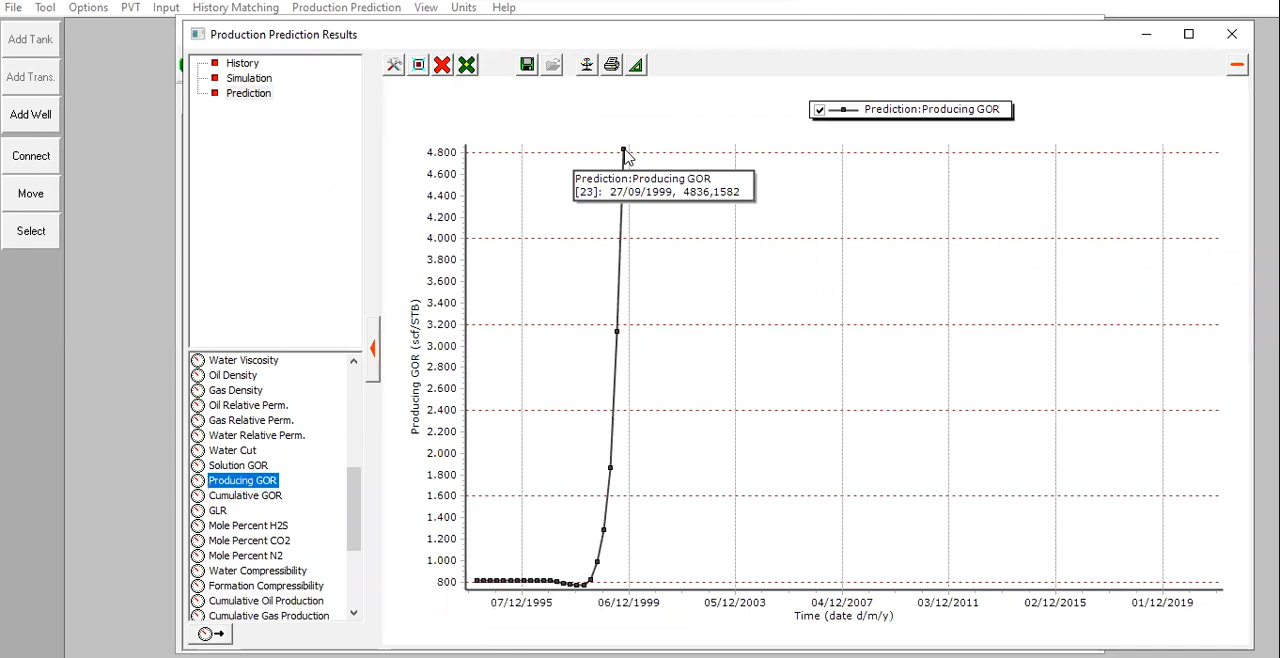 File Tool Options PVT Input History Matching Production Prediction View Units Help
Production Prediction Results
Add Tank
Add Trans.
Add Well
Connect
Move
Select
History
Simulation
Prediction
Water Viscosity
Oil Density
Gas Density
Oil Relative Perm.
Gas Relative Perm.
Water Relative Perm.
Water Cut
Solution GOR
Producing GOR
Cumulative GOR
GLR
Mole Percent H2S
Mole Percent CO2
Mole Percent N2
Water Compressibility
Formation Compressibility
Cumulative Oil Production
Cumulative Gas Production
Prediction:Producing GOR
Prediction:Producing GOR
[23]: 27/09/1999, 4836,1582
Producing GOR (scf/STB)
4.800
4.600
4.400
4.200
4.000
3.800
3.600
3.400
3.200
3.000
2.800
2.600
2.400
2.200
2.000
1.800
1.600
1.400
1.200
1.000
800
07/12/1995 06/12/1999 05/12/2003 04/12/2007 03/12/2011 02/12/2015 01/12/2019
Time (date d/m/y)